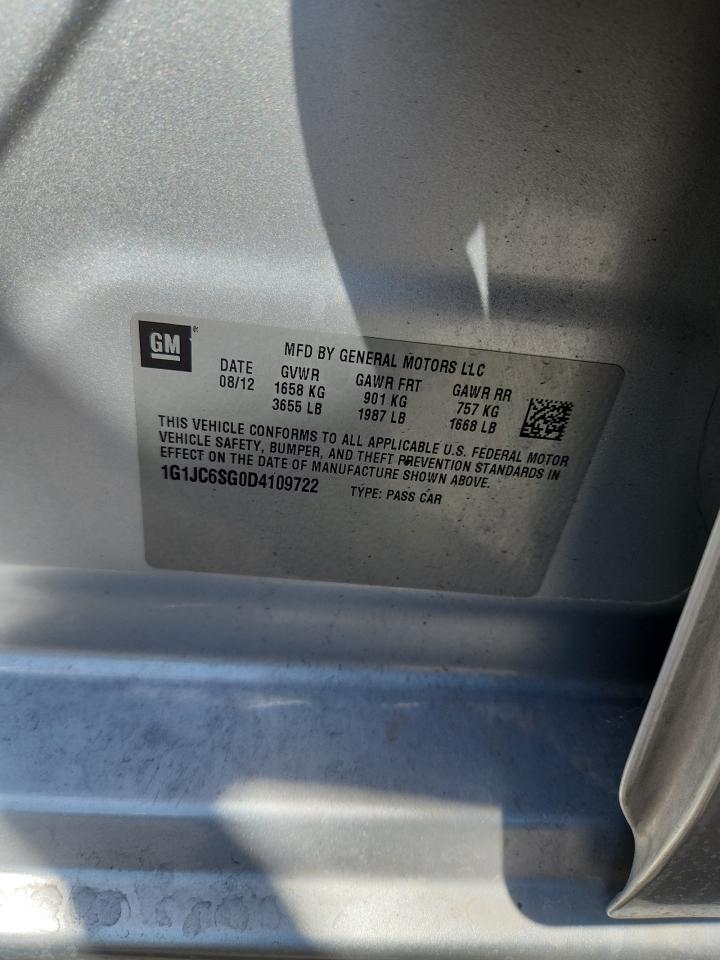 GM
MFD BY GENERAL MOTORS LLC
DATE GVWR GAWR FRT GAWR RR
08/12 1658 KG 901 KG 757 KG
3655 LB 1987 LB 1668 LB
THIS VEHICLE CONFORMS TO ALL APPLICABLE U.S. FEDERAL MOTOR
VEHICLE SAFETY, BUMPER, AND THEFT PREVENTION STANDARDS IN
EFFECT ON THE DATE OF MANUFACTURE SHOWN ABOVE.
1G1JC6SG0D4109722 TYPE: PASS CAR